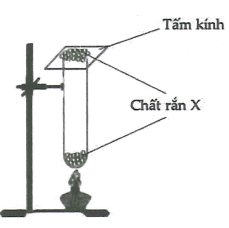 Tấm kính
Chất rắn X